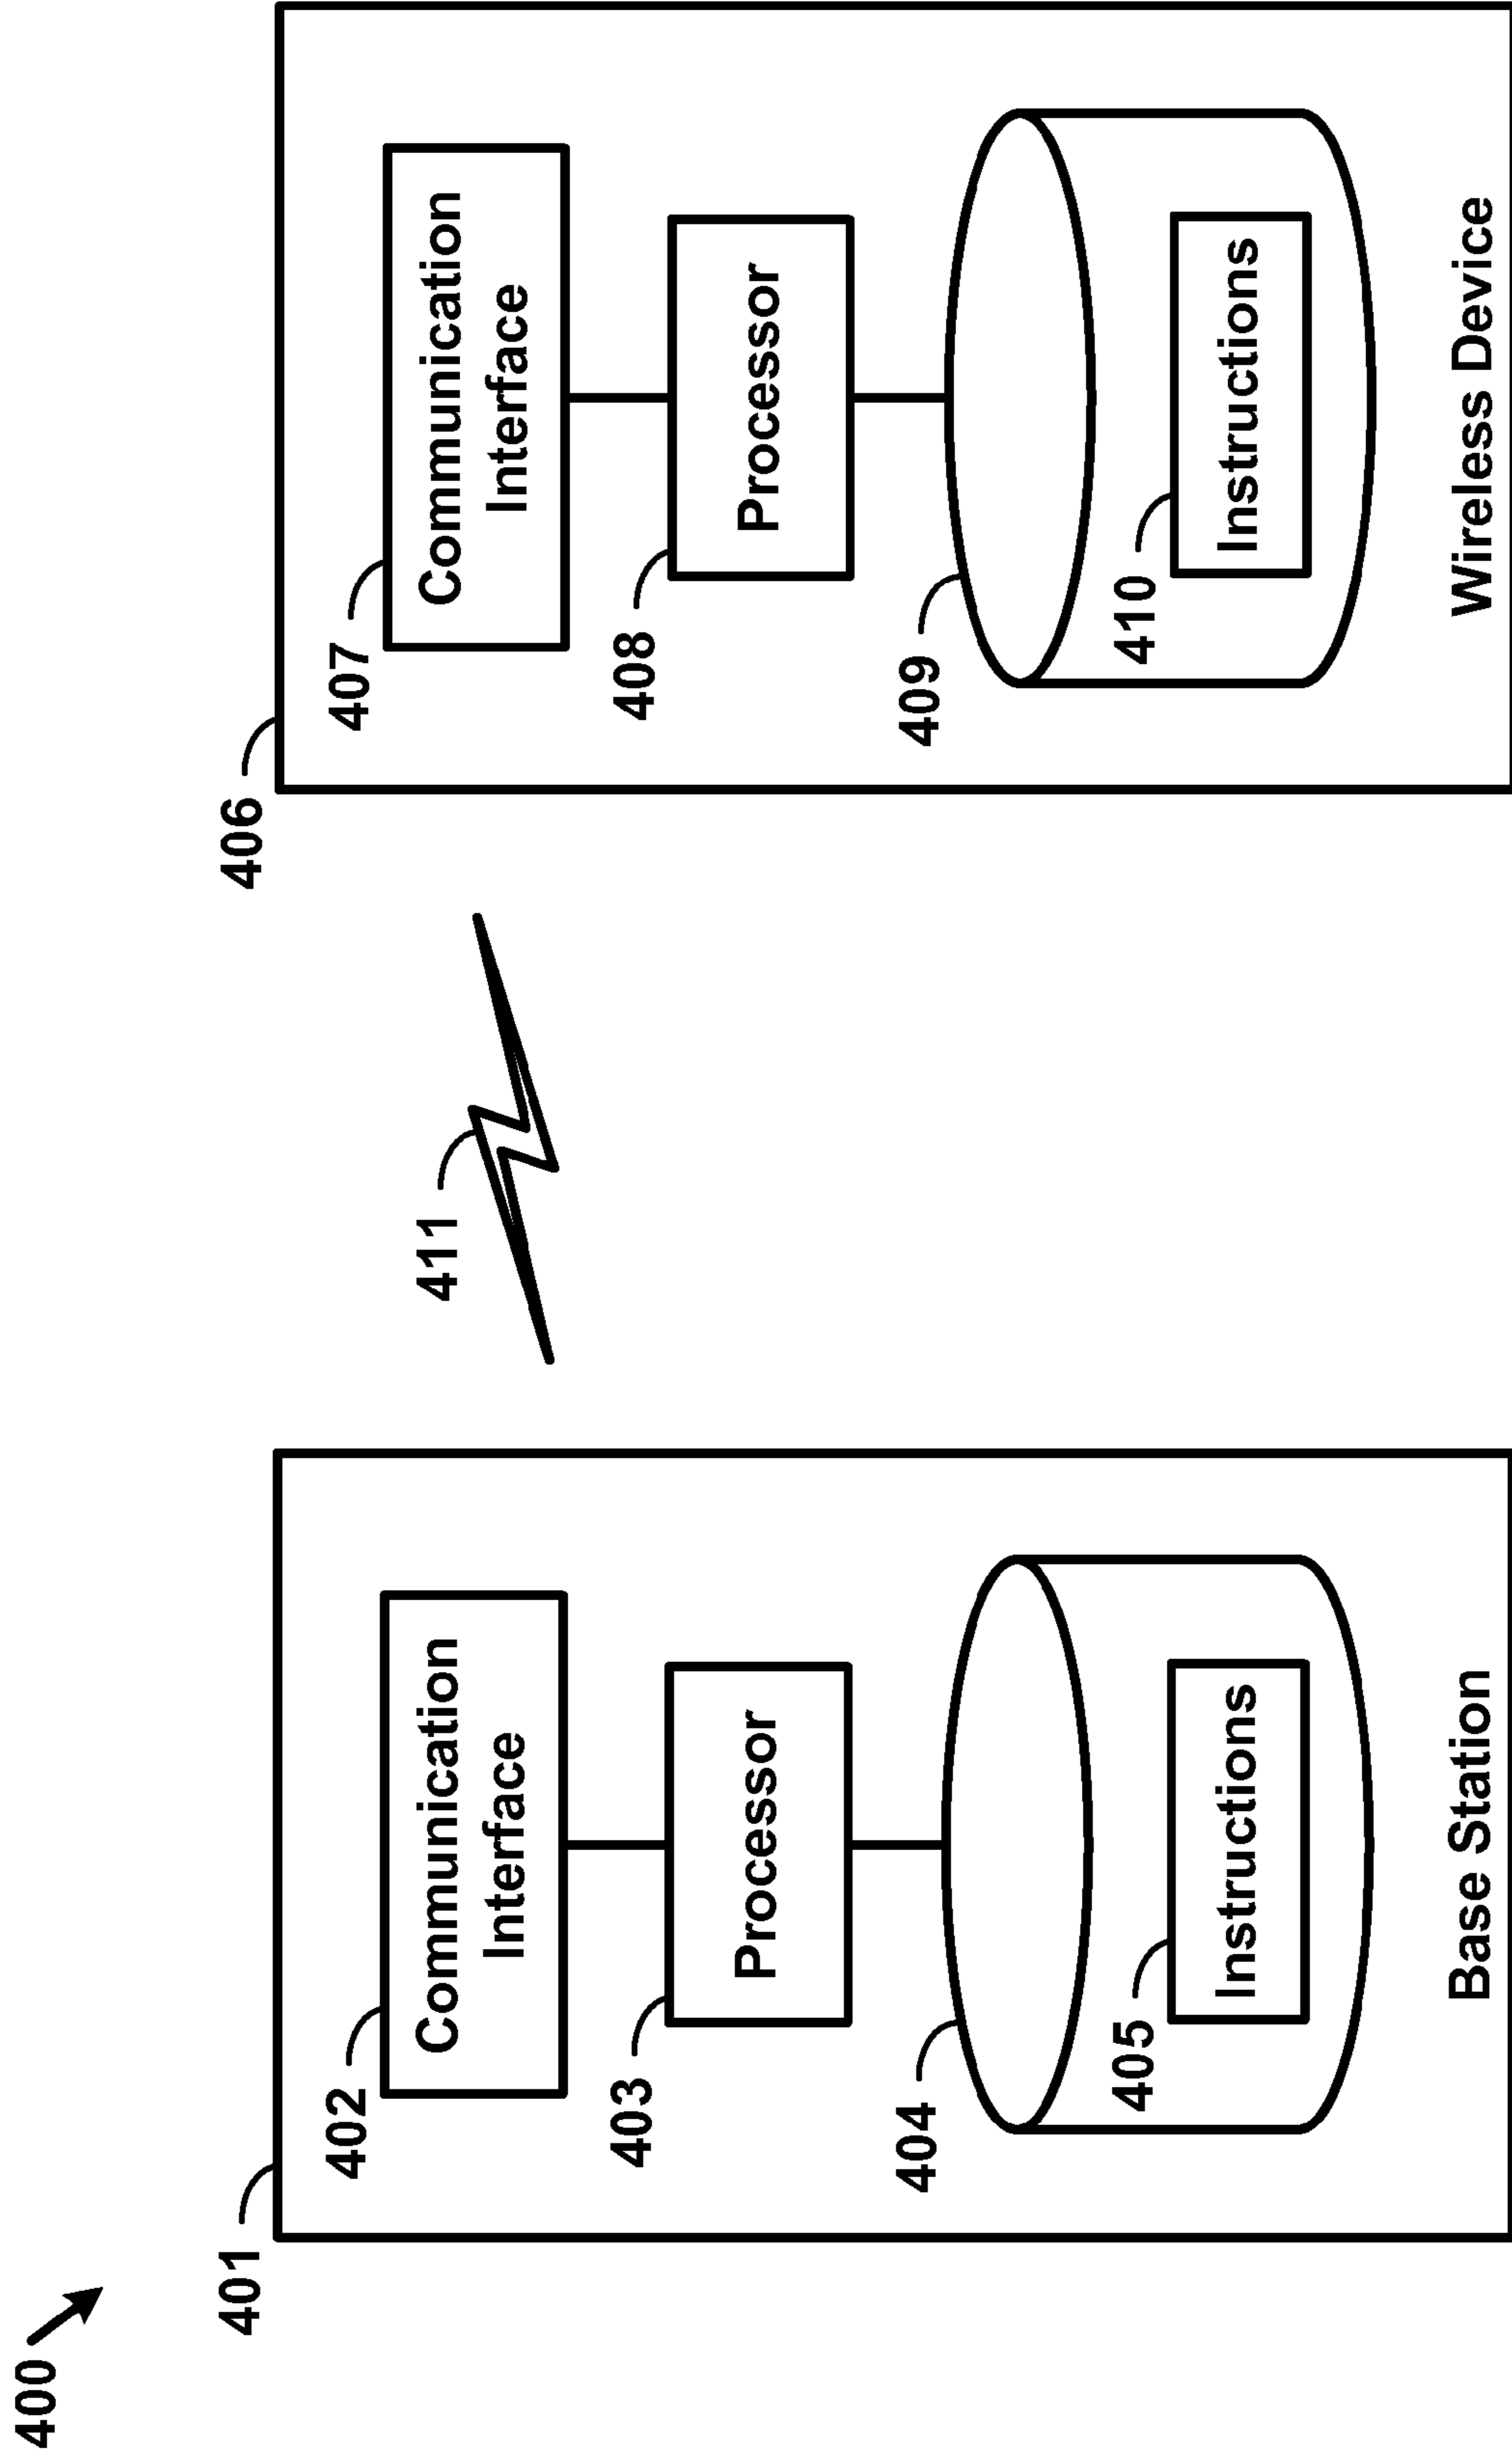 400
401
402
Communication
Interface
403
Processor
404
405
Instructions
Base Station
411
406
407
Communication
Interface
408
Processor
409
410
Instructions
Wireless Device